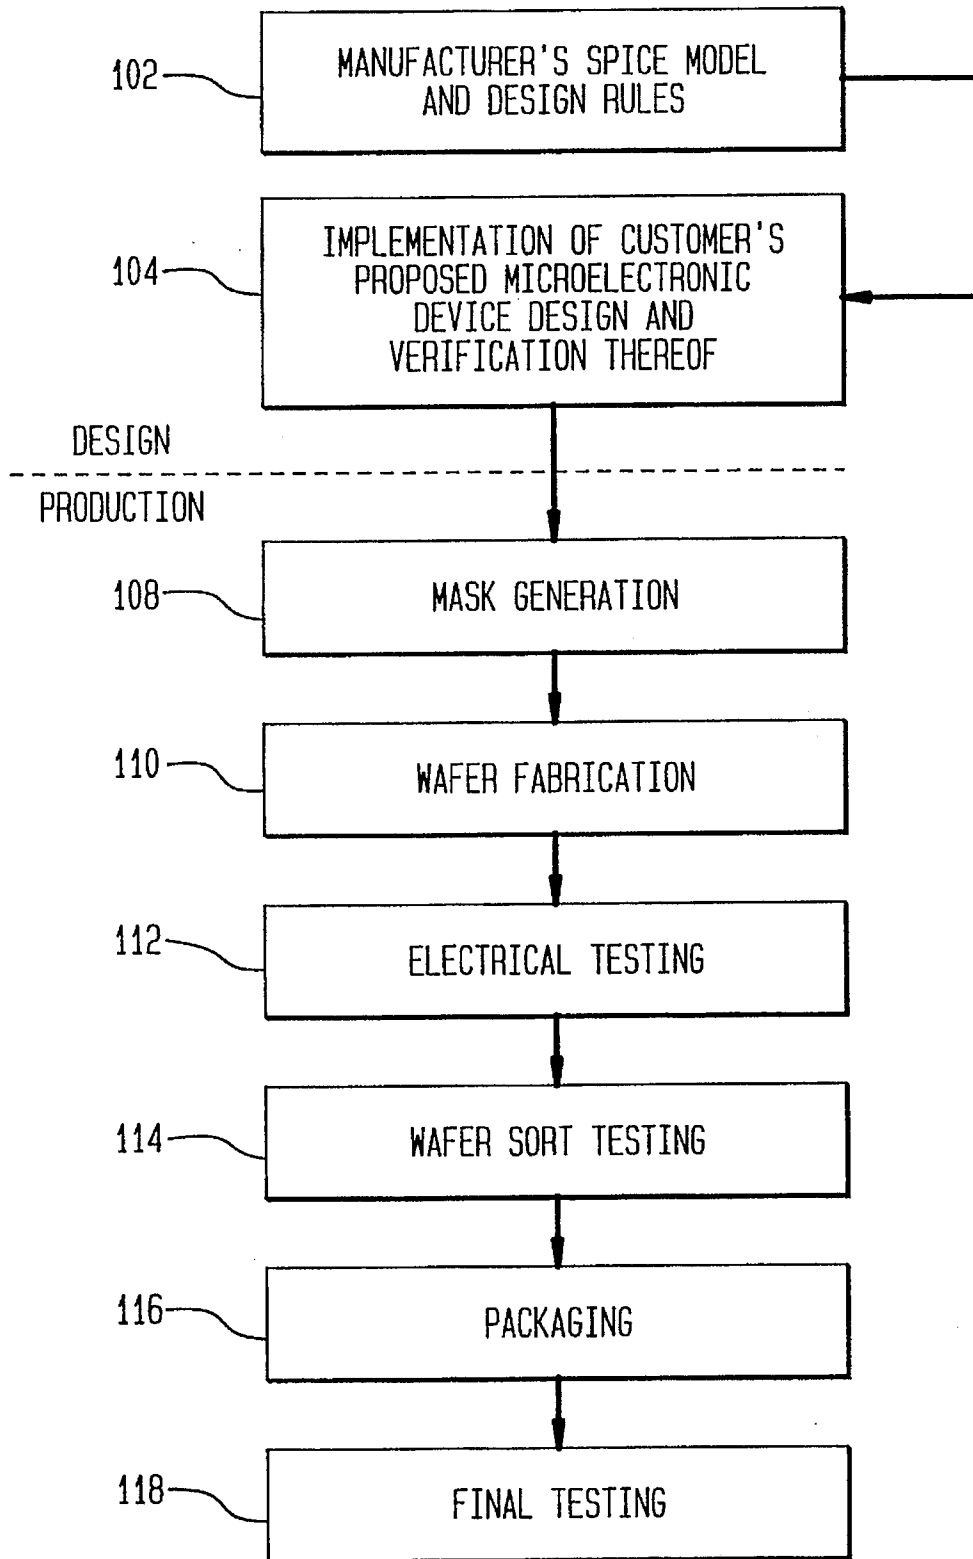 102
MANUFACTURER'S SPICE MODEL
AND DESIGN RULES
104
IMPLEMENTATION OF CUSTOMER'S
PROPOSED MICROELECTRONIC
DEVICE DESIGN AND
VERIFICATION THEREOF
DESIGN
PRODUCTION
108
MASK GENERATION
110
WAFER FABRICATION
112
ELECTRICAL TESTING
114
WAFER SORT TESTING
116
PACKAGING
118
FINAL TESTING